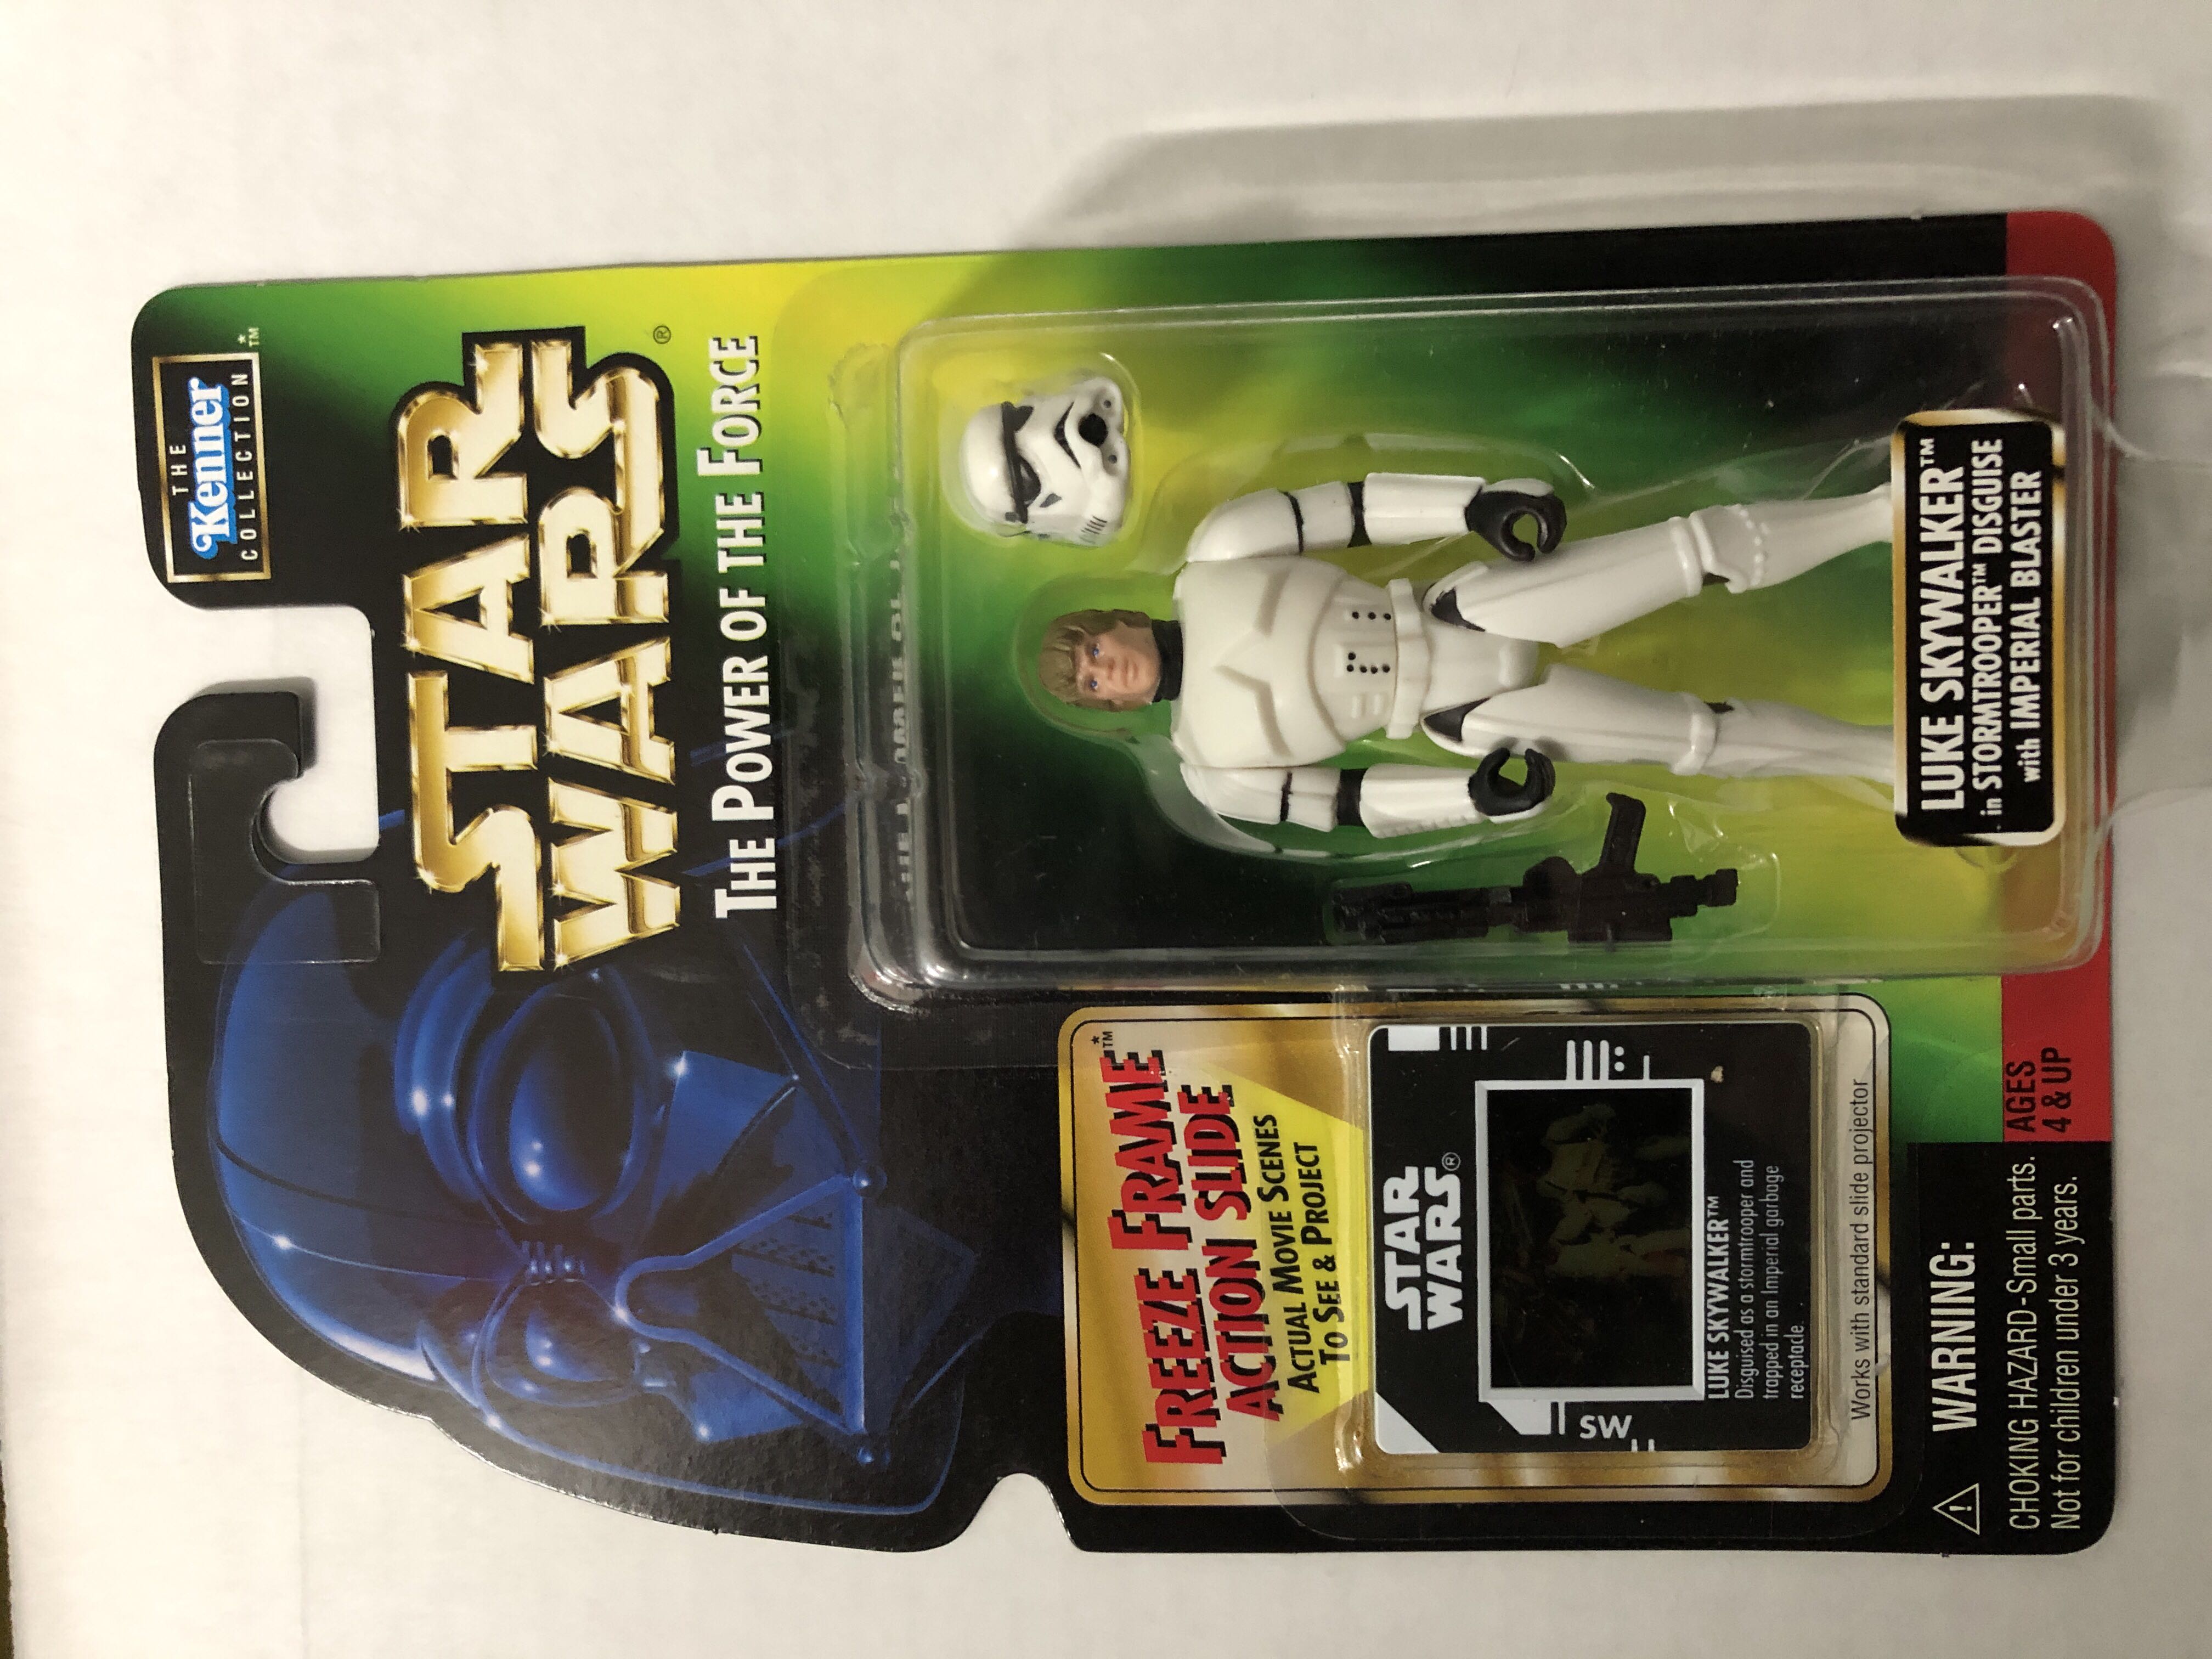 THE
Kenner
COLLECTION
*
TM
STAR
WARS
®
THE POWER OF THE FORCE
FREEZE FRAME*™
ACTION SLIDE
ACTUAL MOVIE SCENES
TO SEE & PROJECT
STAR
WARS®
SW
LUKE SKYWALKER™
Disguised as a stormtrooper and
trapped in an Imperial garbage
receptacle.
Works with standard slide projector
LUKE SKYWALKER™
in STORMTROOPER™ DISGUISE
with IMPERIAL BLASTER
WARNING:
CHOKING HAZARD-Small parts.
Not for children under 3 years.
AGES
4 & UP